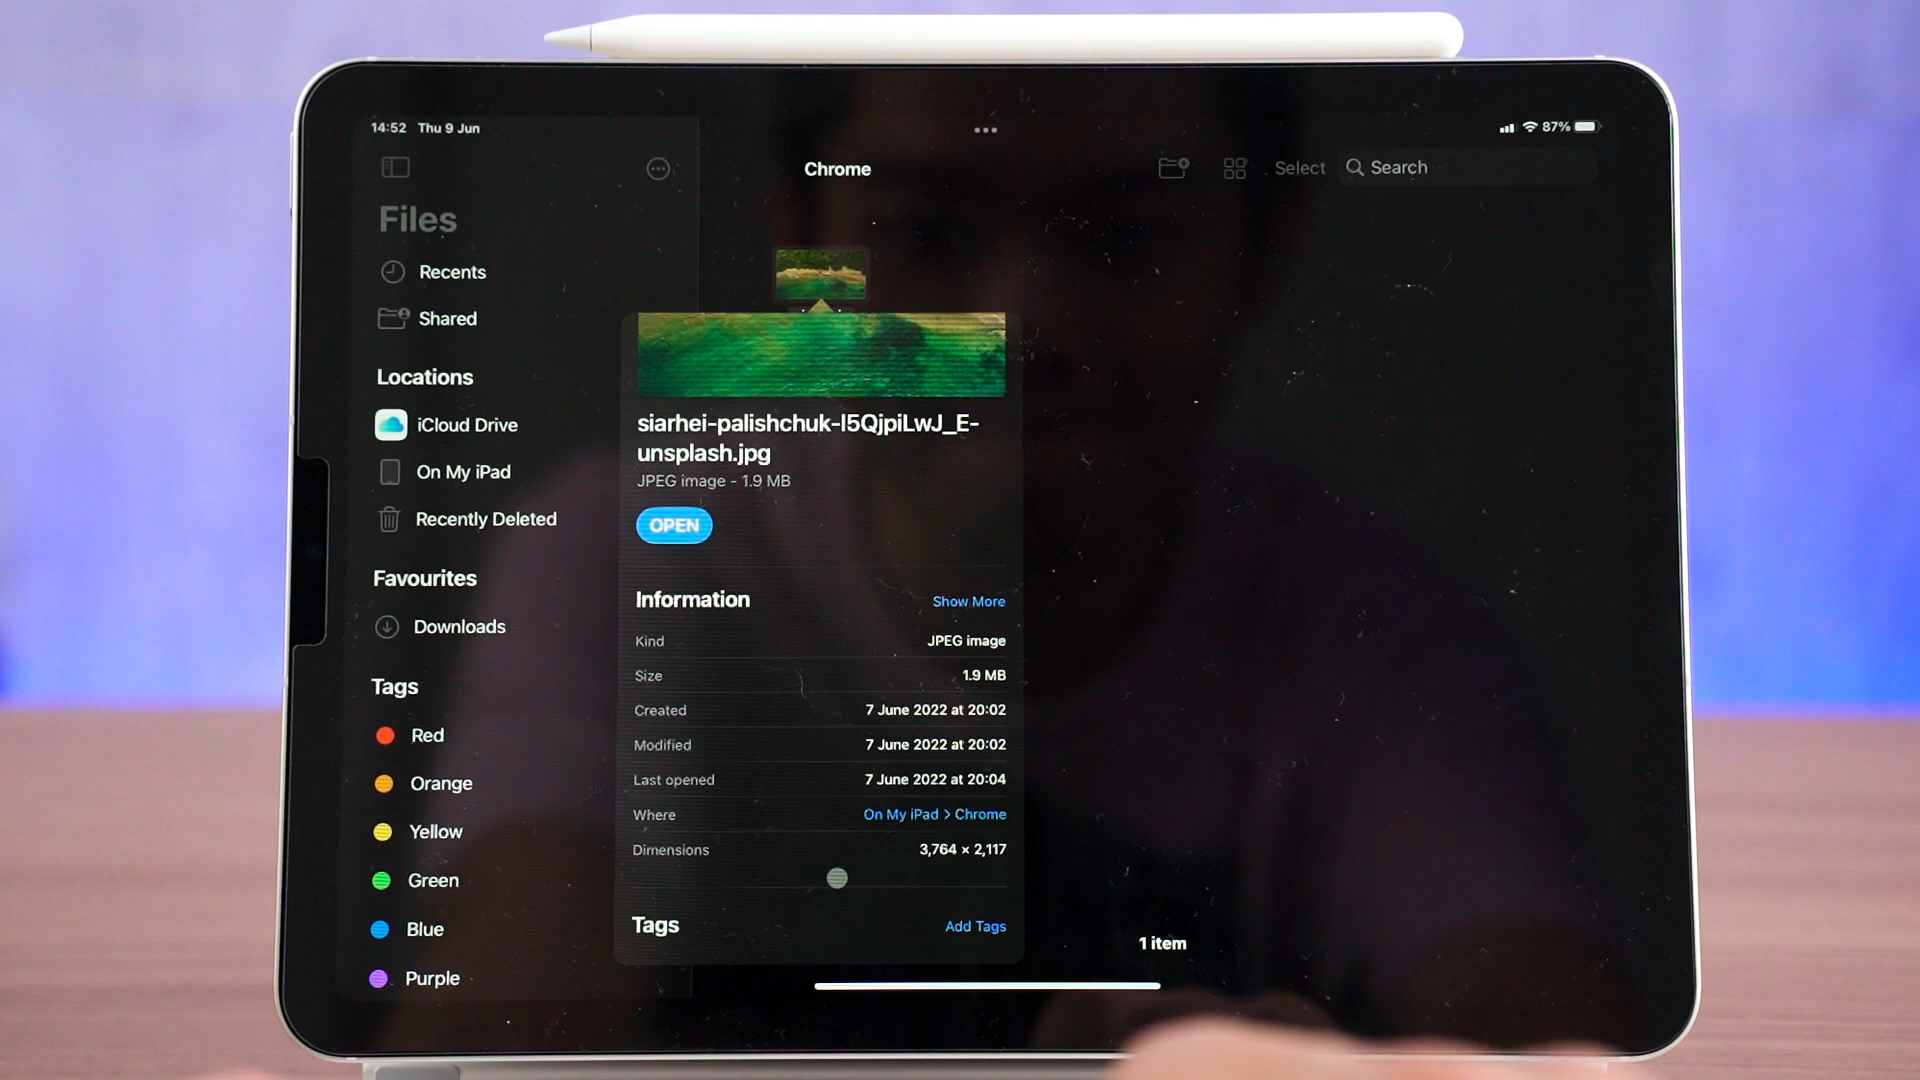 14:52 Thu 9 Jun
87%
Chrome
Select
Search
Files
Recents
Shared
Locations
iCloud Drive
On My iPad
Recently Deleted
Favourites
Downloads
Tags
Red
Orange
Yellow
Green
Blue
Purple
siarhei-palishchuk-I5QjpiLwJ_E-
unsplash.jpg
JPEG image - 1.9 MB
OPEN
Information Show More
Kind JPEG image
Size 1.9 MB
Created 7 June 2022 at 20:02
Modified 7 June 2022 at 20:02
Last opened 7 June 2022 at 20:04
Where On My iPad > Chrome
Dimensions 3,764 × 2,117
Tags Add Tags
1 item